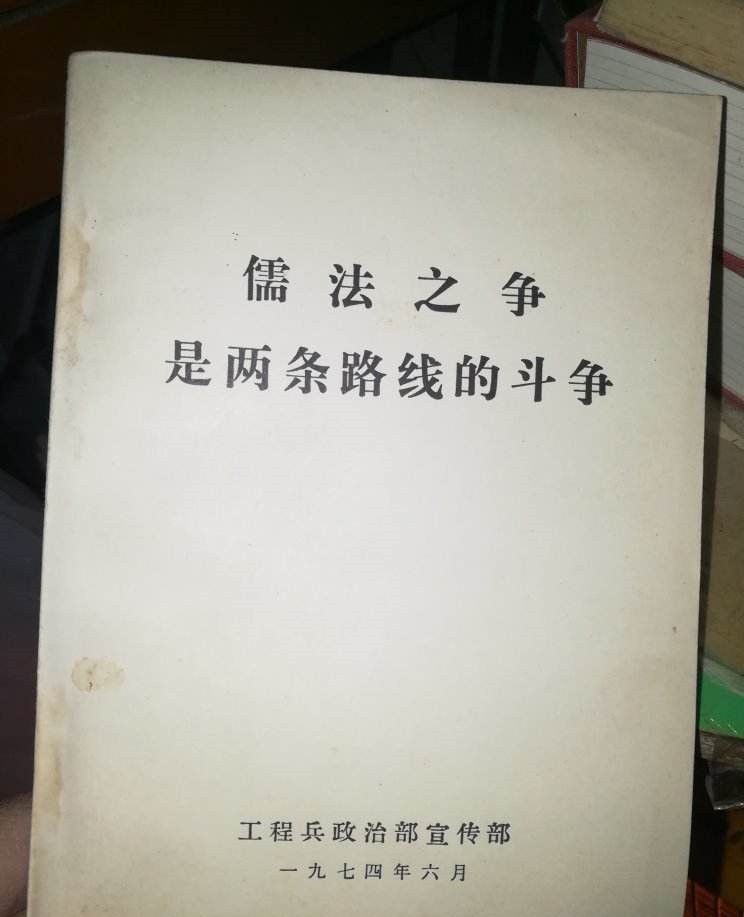 儒法之争
是两条路线的斗争
工程兵政治部宣传部
一九七四年六月